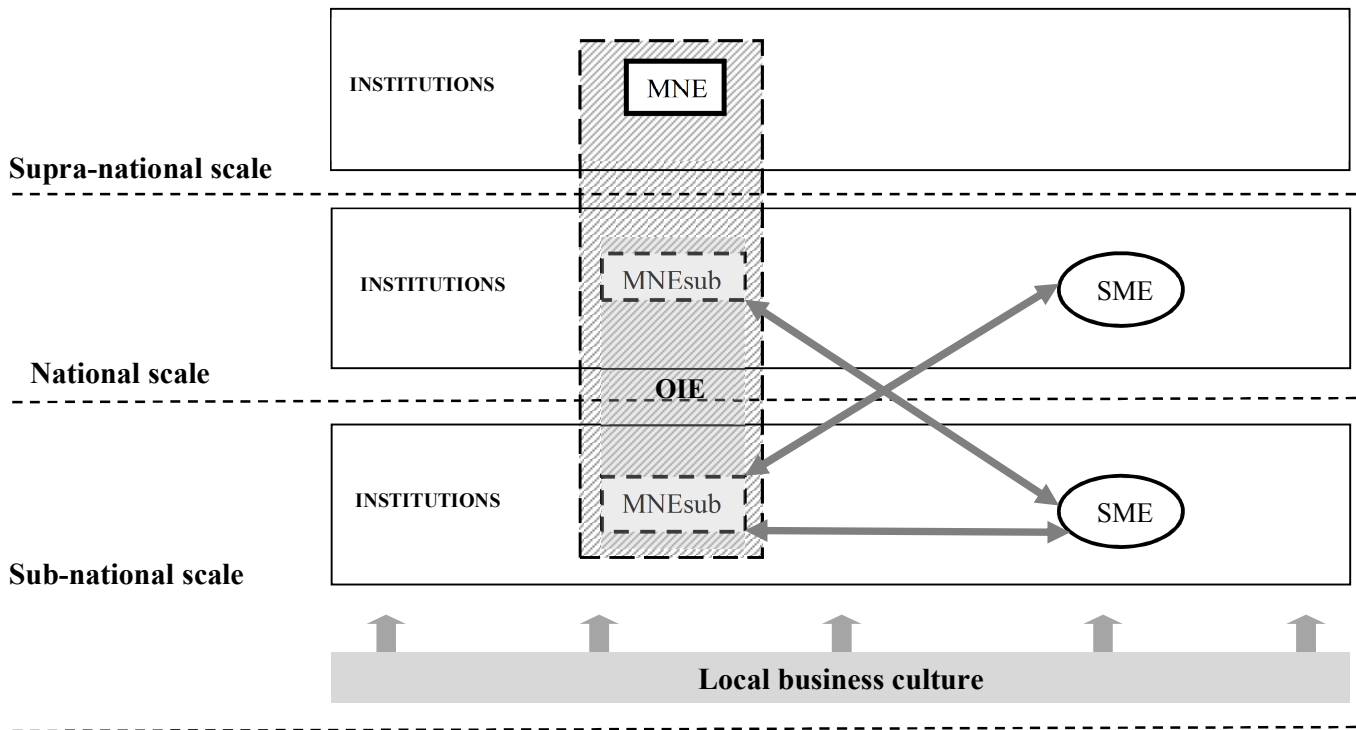 INSTITUTIONS
MNE
Supra-national scale
INSTITUTIONS
MNEsub
SME
National scale
OIE
INSTITUTIONS
MNEsub
SME
Sub-national scale
Local business culture